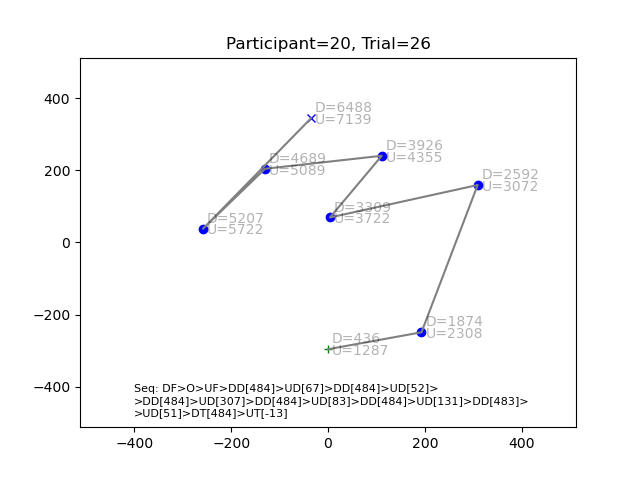 Participant=20, Trial=26
400
200
0
−200
−400
D=6488
U=7139
D=3926
U=4355
D=4689
U=5089
D=2592
U=3072
D=3309
U=3722
D=5207
U=5722
D=1874
U=2308
D=436
U=1287
Seq: DF>O>UF>DD[484]>UD[67]>DD[484]>UD[52]>
>DD[484]>UD[307]>DD[484]>UD[83]>DD[484]>UD[131]>DD[483]>
>UD[51]>DT[484]>UT[-13]
−400 −200 0 200 400